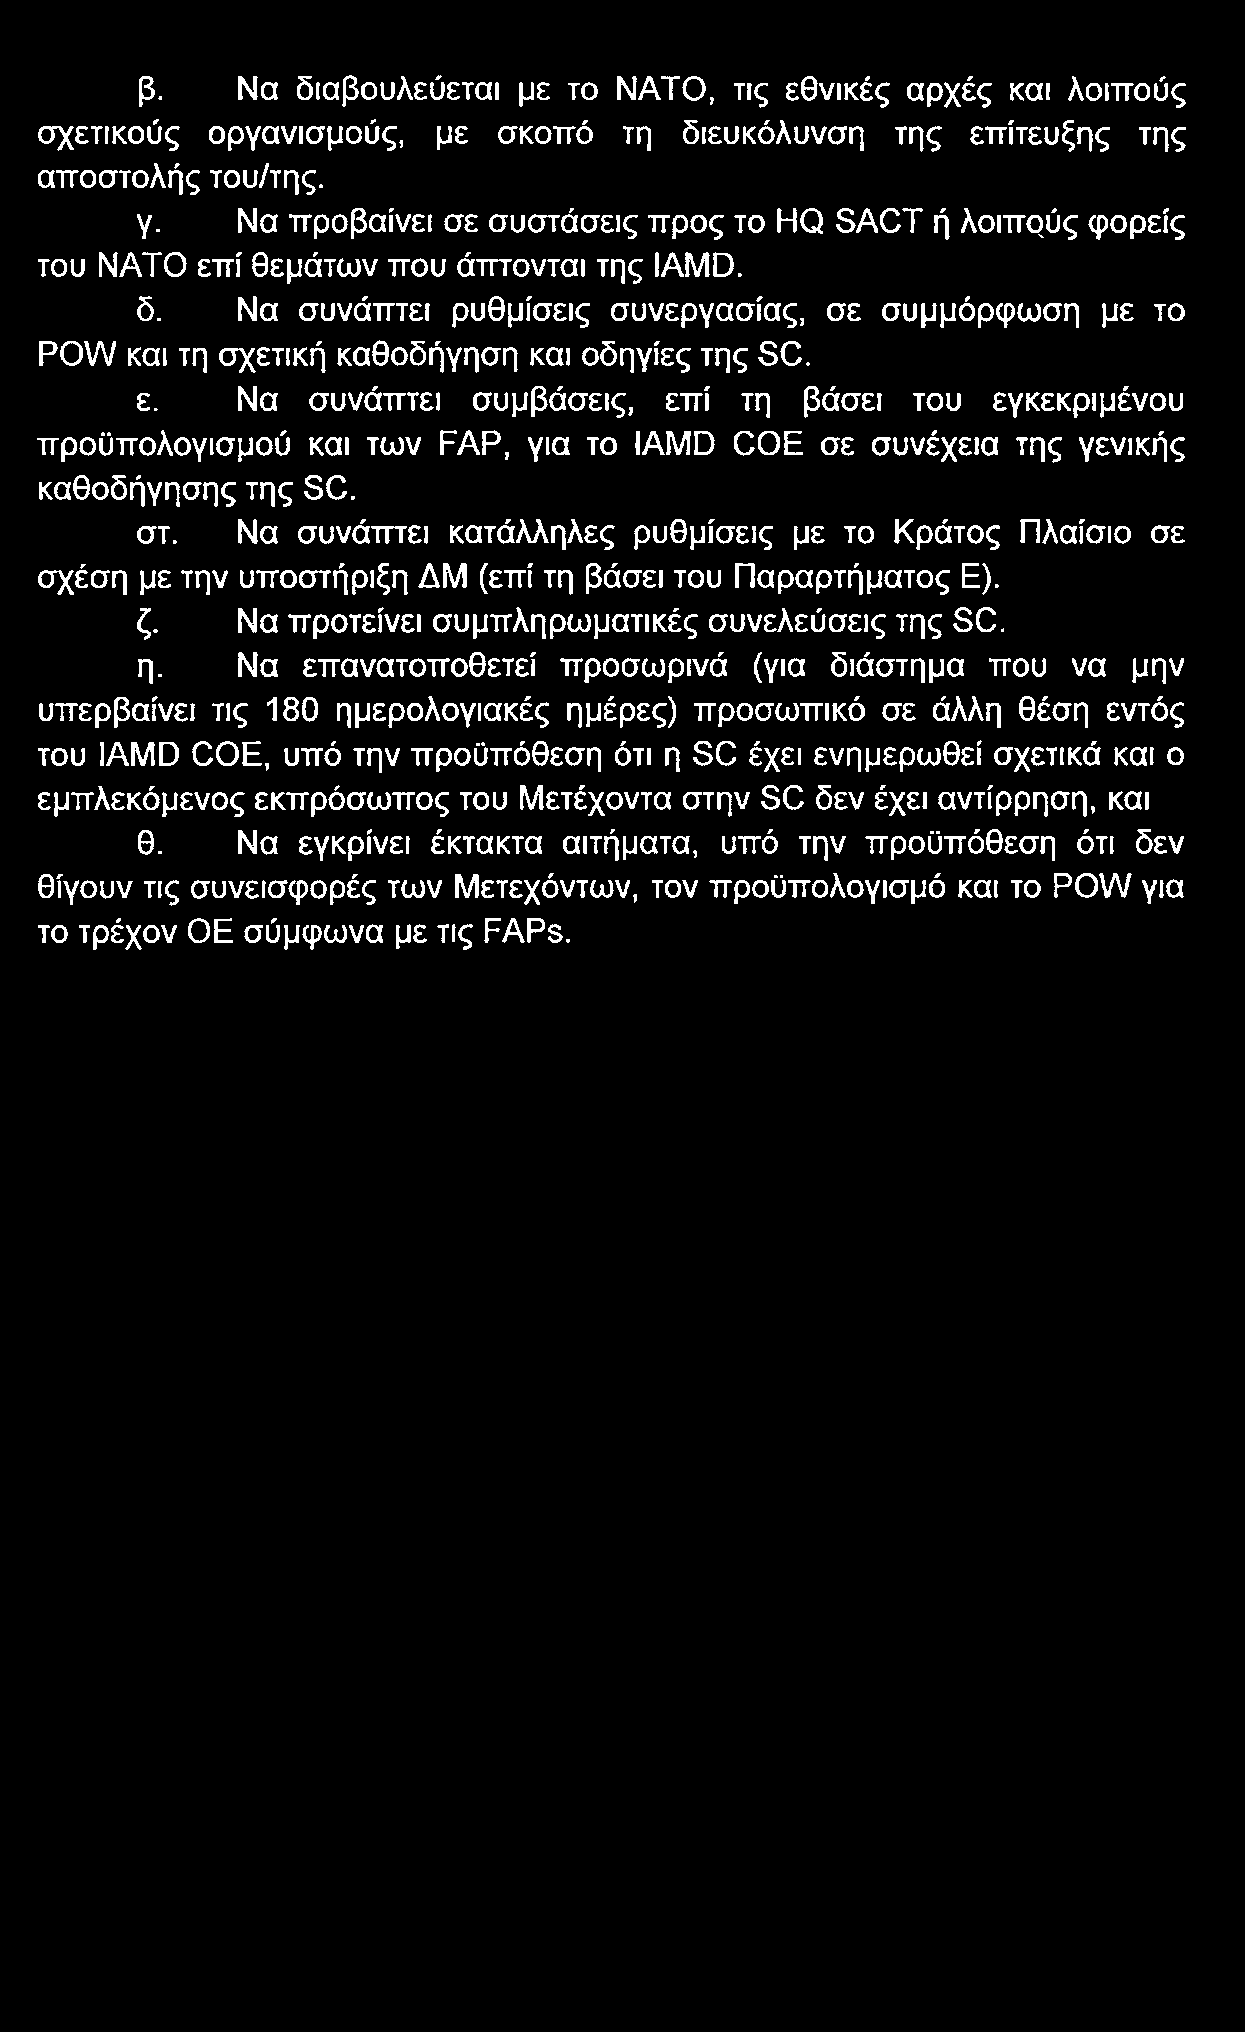 β. Να διαβουλεύεται με το ΝΑΤΟ, τις εθνικές αρχές και λοιπούς
σχετικούς οργανισμούς, με σκοπό τη διευκόλυνση της επίτευξης της
αποστολής του/της.
γ. Να προβαίνει σε συστάσεις προς το HQ SACT ή λοιπούς φορείς
του ΝΑΤΟ επί θεμάτων που άπτονται της IAMD.
δ. Να συνάπτει ρυθμίσεις συνεργασίας, σε συμμόρφωση με το
POW και τη σχετική καθοδήγηση και οδηγίες της SC.
ε. Να συνάπτει συμβάσεις, επί τη βάσει του εγκεκριμένου
προϋπολογισμού και των FAP, για το IAMD COE σε συνέχεια της γενικής
καθοδήγησης της SC.
στ. Να συνάπτει κατάλληλες ρυθμίσεις με το Κράτος Πλαίσιο σε
σχέση με την υποστήριξη ΔΜ (επί τη βάσει του Παραρτήματος Ε).
ζ. Να προτείνει συμπληρωματικές συνελεύσεις της SC.
η. Να επανατοποθετεί προσωρινά (για διάστημα που να μην
υπερβαίνει τις 180 ημερολογιακές ημέρες) προσωπικό σε άλλη θέση εντός
του IAMD COE, υπό την προϋπόθεση ότι η SC έχει ενημερωθεί σχετικά και ο
εμπλεκόμενος εκπρόσωπος του Μετέχοντα στην SC δεν έχει αντίρρηση, και
θ. Να εγκρίνει έκτακτα αιτήματα, υπό την προϋπόθεση ότι δεν
θίγουν τις συνεισφορές των Μετεχόντων, τον προϋπολογισμό και το POW για
το τρέχον ΟΕ σύμφωνα με τις FAPs.